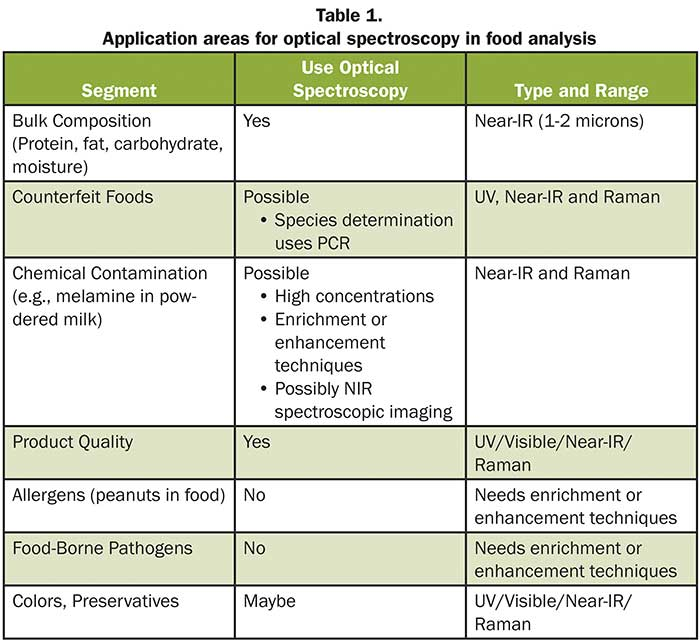 Table 1.
Application areas for optical spectroscopy in food analysis
Segment
Use Optical
Spectroscopy
Type and Range
Bulk Composition
(Protein, fat, carbohydrate,
moisture)
Yes
Near-IR (1-2 microns)
Counterfeit Foods
Possible
• Species determination
uses PCR
UV, Near-IR and Raman
Chemical Contamination
(e.g., melamine in pow-
dered milk)
Possible
• High concentrations
• Enrichment or
enhancement
techniques
• Possibly NIR
spectroscopic imaging
Near-IR and Raman
Product Quality
Yes
UV/Visible/Near-IR/
Raman
Allergens (peanuts in food)
No
Needs enrichment or
enhancement techniques
Food-Borne Pathogens
No
Needs enrichment or
enhancement techniques
Colors, Preservatives
Maybe
UV/Visible/Near-IR/
Raman